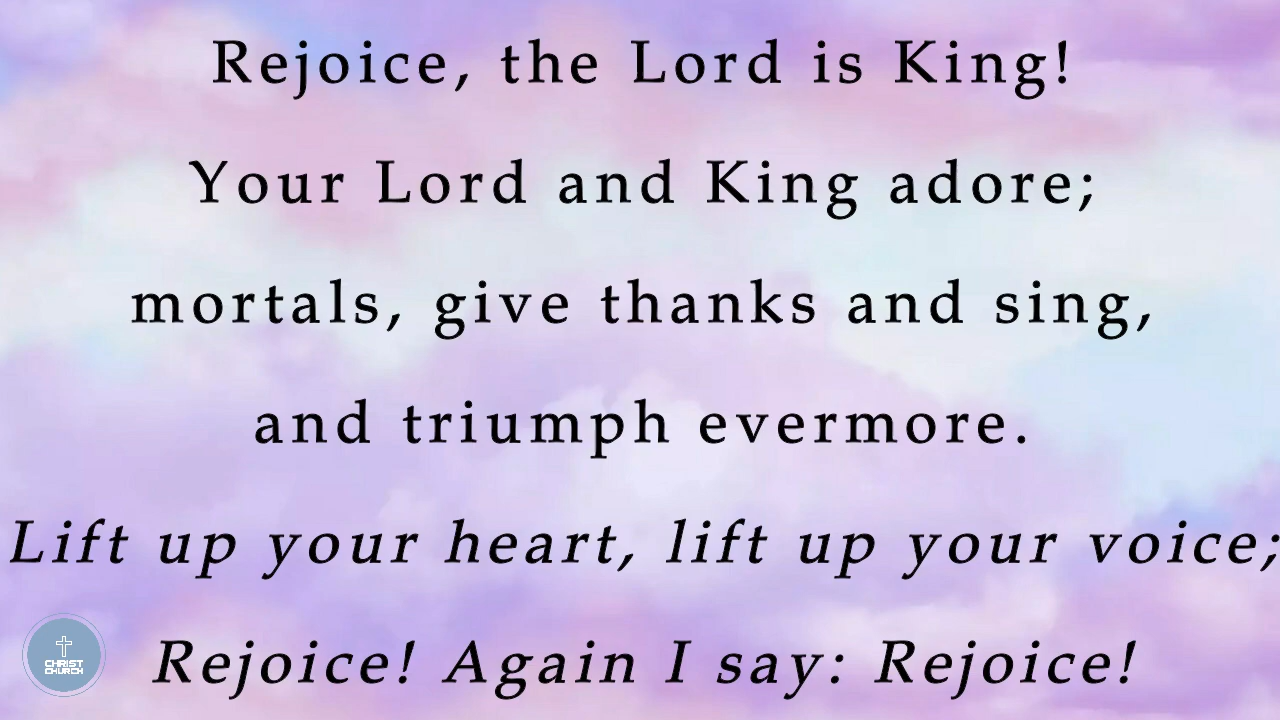 Rejoice, the Lord is King!
Your Lord and King adore;
mortals, give thanks and sing,
and triumph evermore.
Lift up your heart, lift up your voice;
Rejoice! Again I say: Rejoice!
CHRIST
CHURCH